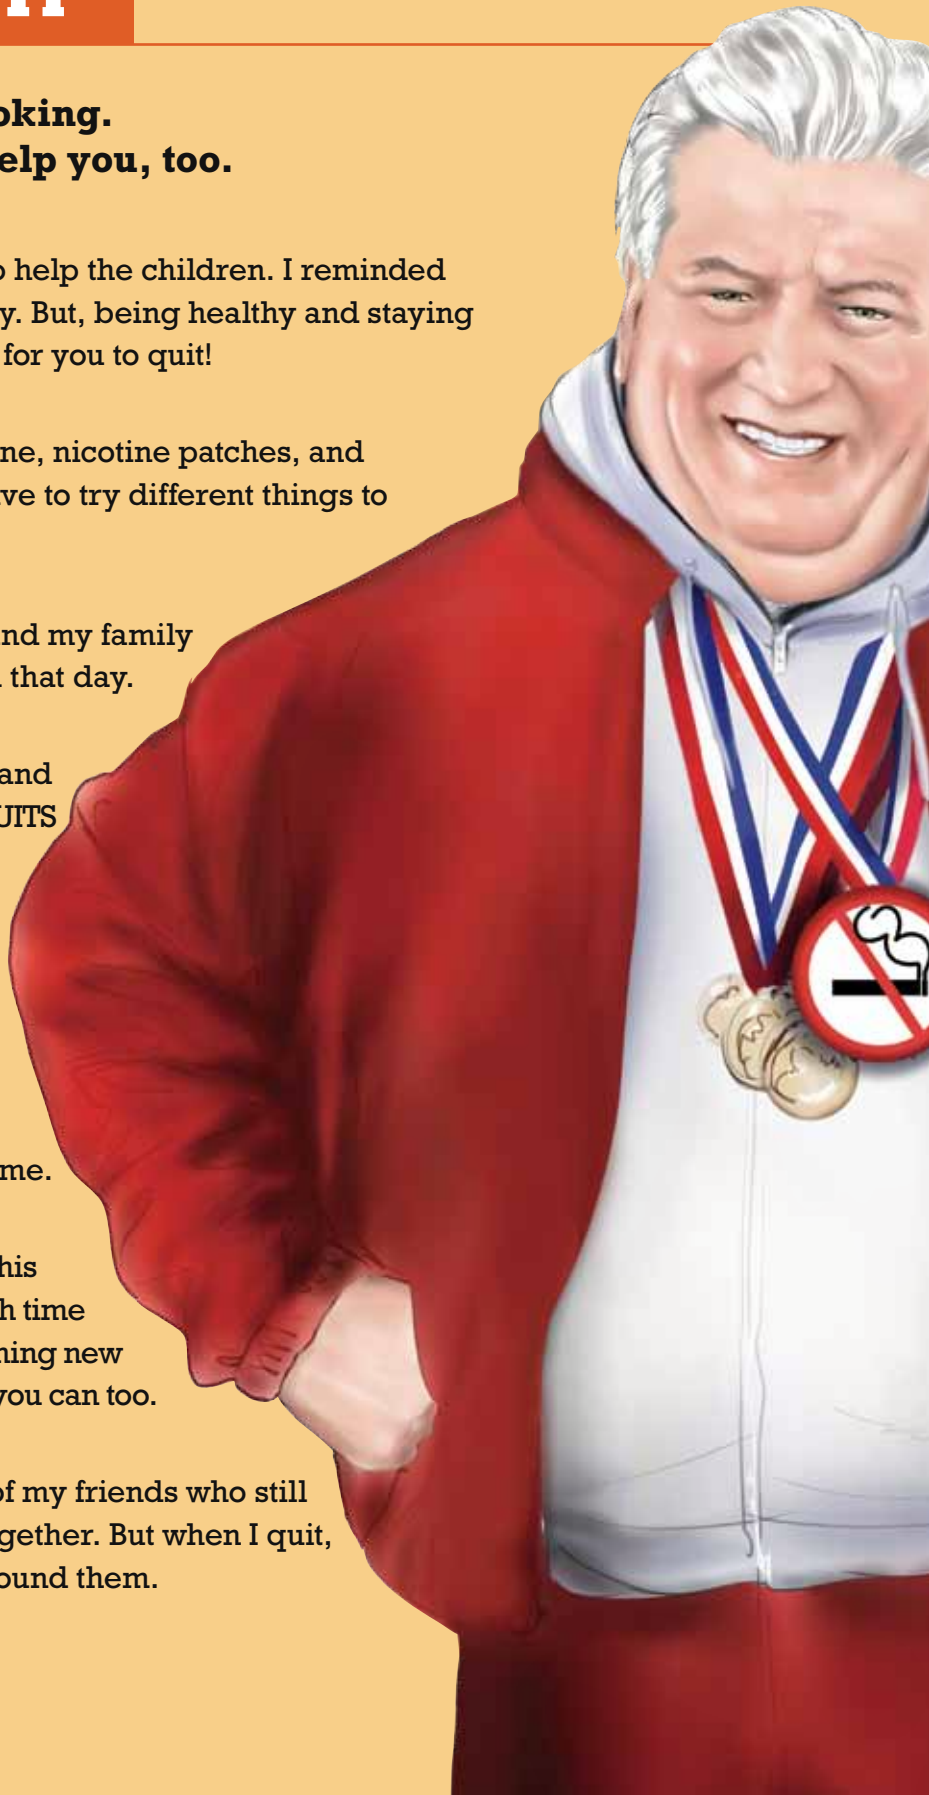 oking.
elp you, too.
o help the children. I reminded
y. But, being healthy and staying
for you to quit!
ne, nicotine patches, and
ve to try different things to
nd my family
that day.
and
UITS
me.
his
h time
ning new
you can too.
of my friends who still
gether. But when I quit,
ound them.